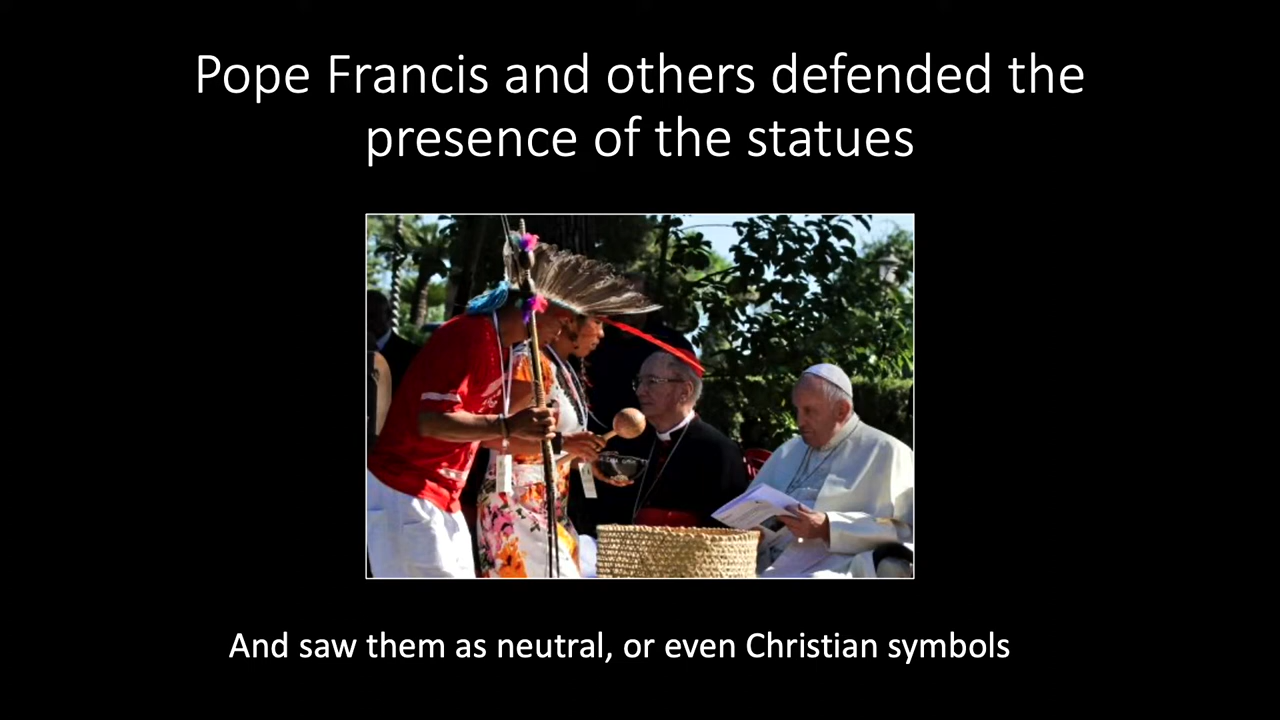 Pope Francis and others defended the
presence of the statues
And saw them as neutral, or even Christian symbols